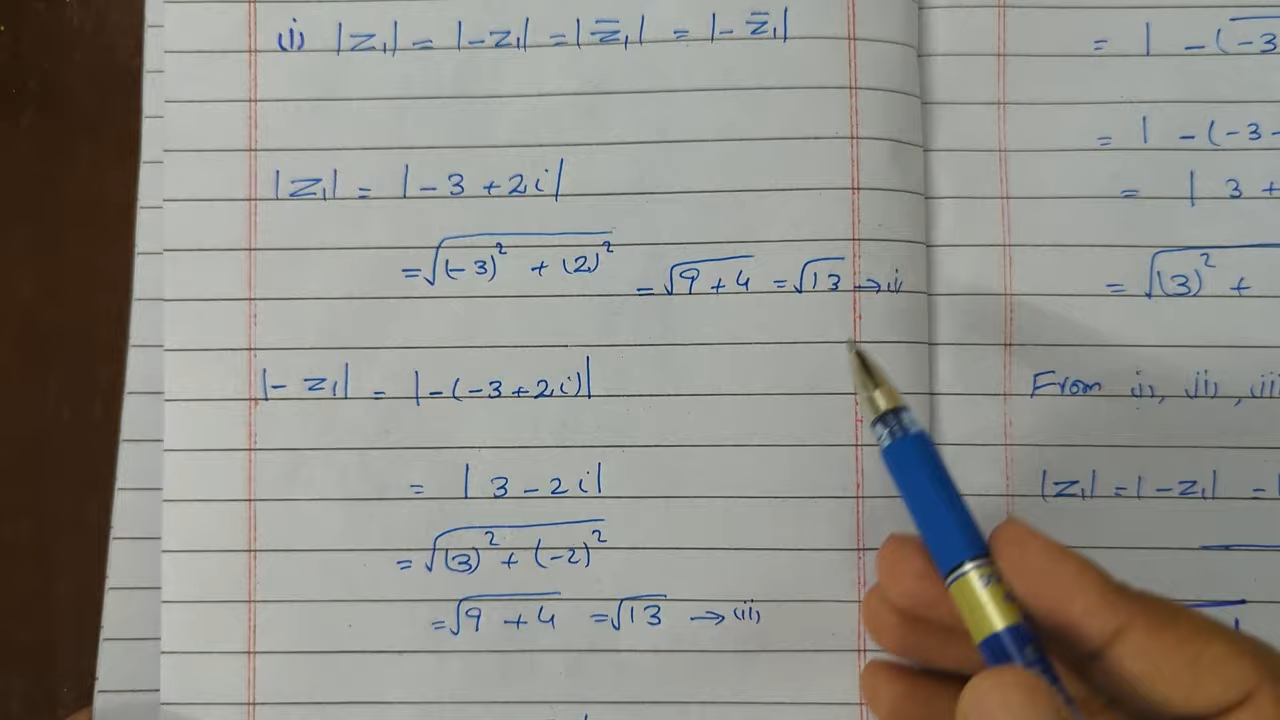 (i) |z₁| = |-z₁| = |z̄₁| = |-z̄₁|
|z₁| = |-3 + 2i|
= √((-3)² + (2)²) = √(9 + 4) = √13 → i)
|- z₁| = |-(-3+2i)|
= | 3 - 2i|
= √((3)² + (-2)²)
= √(9 + 4) = √13 → (ii)
= | -(-3
= | -(-3-
= | 3 +
= √((3)² +
From i), ii), iii
|z₁| = |-z₁| =